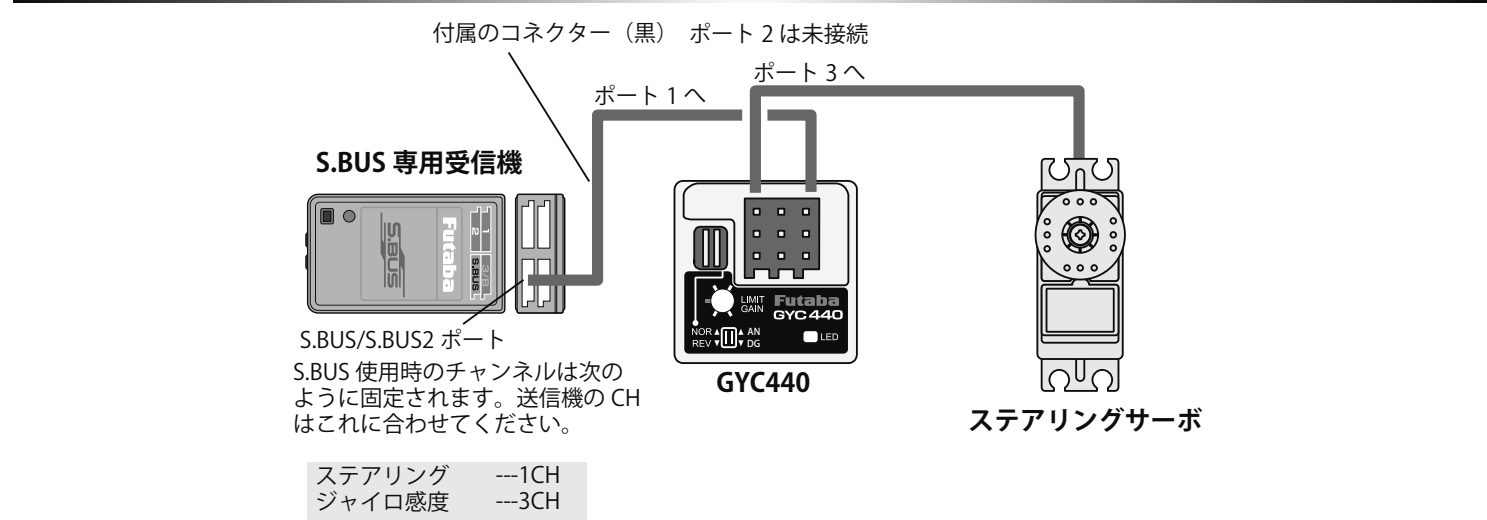 付属のコネクター（黒） ポート 2 は未接続
ポート 3 へ
ポート 1 へ
S.BUS 専用受信機
Futaba
S.BUS
1
2
3/B
S.BUS
S.BUS/S.BUS2 ポート
S.BUS 使用時のチャンネルは次の
ように固定されます。送信機の CH
はこれに合わせてください。
ステアリング ---1CH
ジャイロ感度 ---3CH
LIMIT
GAIN
Futaba
GYC440
NOR
REV
AN
DG
LED
GYC440
ステアリングサーボ